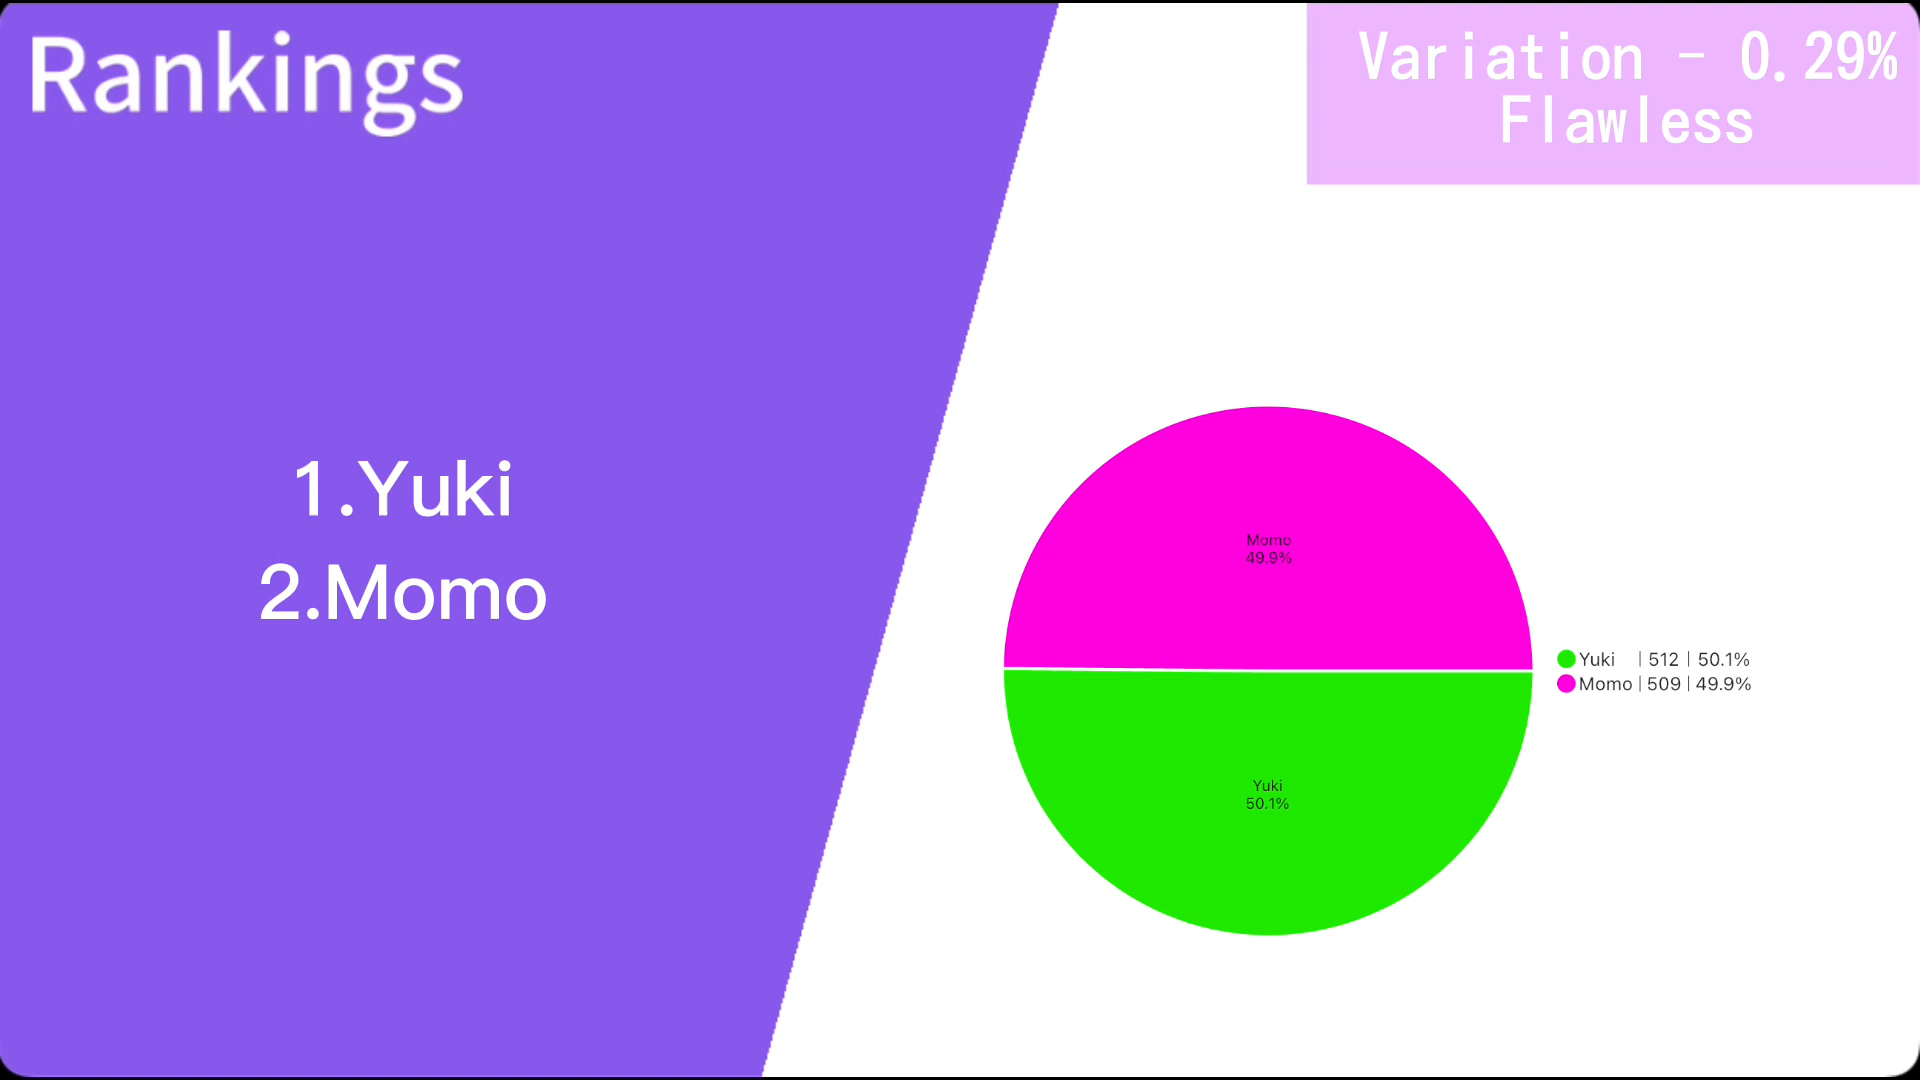 Rankings
Variation - 0.29%
Flawless
1.Yuki
2.Momo
Momo
49.9%
Yuki
50.1%
Yuki | 512 | 50.1%
Momo | 509 | 49.9%